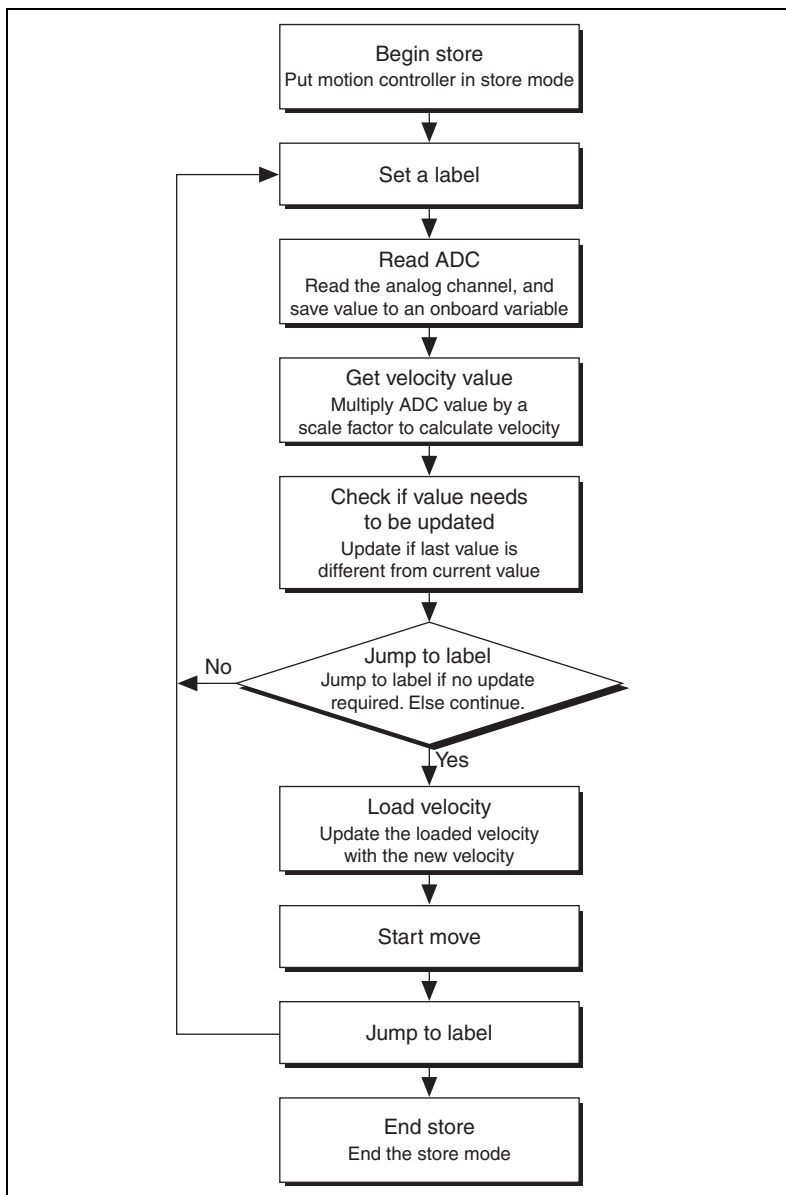 Begin store
Put motion controller in store mode
Set a label
Read ADC
Read the analog channel, and
save value to an onboard variable
Get velocity value
Multiply ADC value by a
scale factor to calculate velocity
Check if value needs
to be updated
Update if last value is
different from current value
Jump to label
Jump to label if no update
required. Else continue.
No
Yes
Load velocity
Update the loaded velocity
with the new velocity
Start move
Jump to label
End store
End the store mode